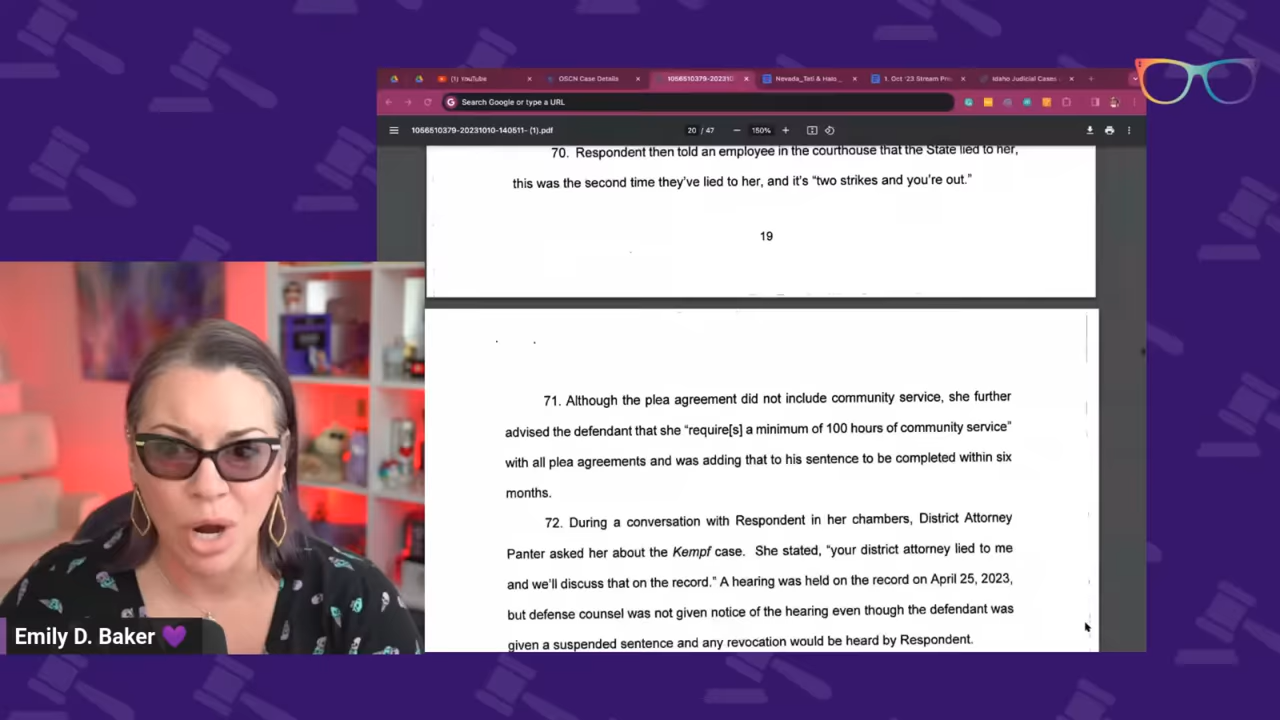 (1) YouTube
OSCN Case Details
1056510379-202310
Nevada_Teti & Hass _
1. Oct '23 Stream Pre
Idaho Judicial Cases
Search Google or type a URL
1056510379-20231010-140511- (1).pdf
20 / 47
150%
70. Respondent then told an employee in the courthouse that the State lied to her,
this was the second time they've lied to her, and it's "two strikes and you're out."
19
71. Although the plea agreement did not include community service, she further
advised the defendant that she "require[s] a minimum of 100 hours of community service"
with all plea agreements and was adding that to his sentence to be completed within six
months.
72. During a conversation with Respondent in her chambers, District Attorney
Panter asked her about the Kempf case. She stated, "your district attorney lied to me
and we'll discuss that on the record." A hearing was held on the record on April 25, 2023,
but defense counsel was not given notice of the hearing even though the defendant was
given a suspended sentence and any revocation would be heard by Respondent.
Emily D. Baker